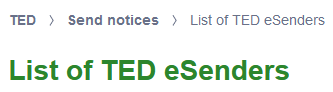 TED 〉 Send notices 〉 List of TED eSenders
List of TED eSenders